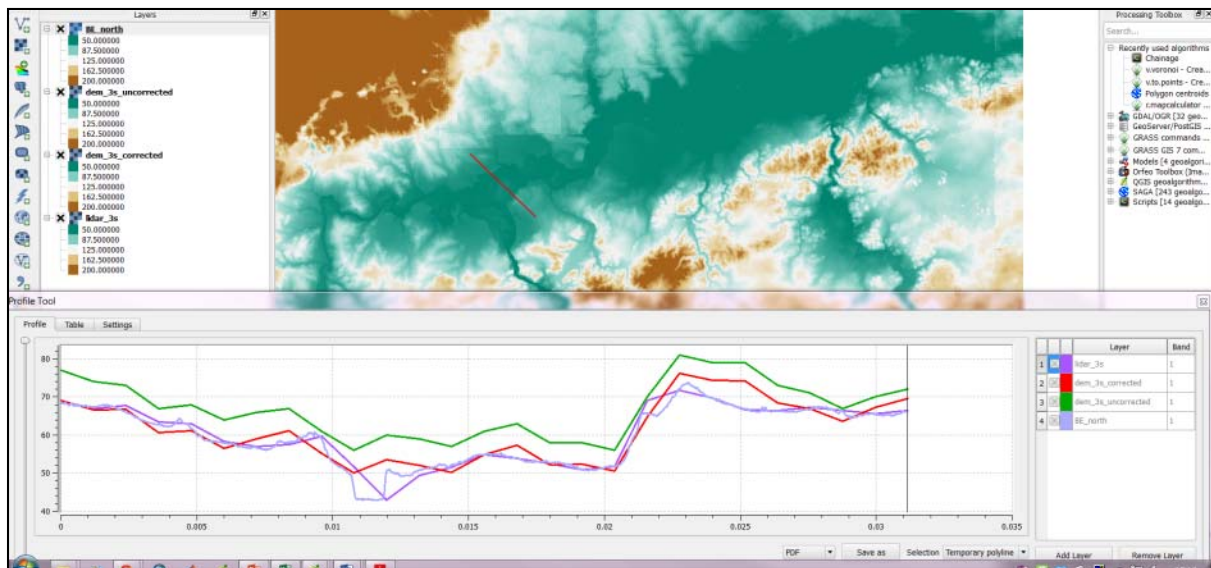 Layers
BE_north
50.000000
87.500000
125.000000
162.500000
200.000000
dem_3s_uncorrected
50.000000
87.500000
125.000000
162.500000
200.000000
dem_3s_corrected
50.000000
87.500000
125.000000
162.500000
200.000000
lidar_3s
50.000000
87.500000
125.000000
162.500000
200.000000
Processing Toolbox
Search...
Recently used algorithms
Chainage
v.voronoi - Crea...
v.to.points - Cre...
Polygon centroids
r.mapcalculator ...
GDAL/OGR [32 geo...
GeoServer/PostGIS ...
GRASS commands ...
GRASS GIS 7 com...
Models [4 geoalgori...
Orfeo Toolbox (Ima...
QGIS geoalgorithm...
SAGA [243 geoalgo...
Scripts [14 geoalgo...
Profile Tool
Profile Table Settings
80
70
60
50
40
0 0.005 0.01 0.015 0.02 0.025 0.03 0.035
Layer Band
1 lidar_3s 1
2 dem_3s_corrected 1
3 dem_3s_uncorrected 1
4 BE_north 1
PDF Save as Selection Temporary polyline Add Layer Remove Layer